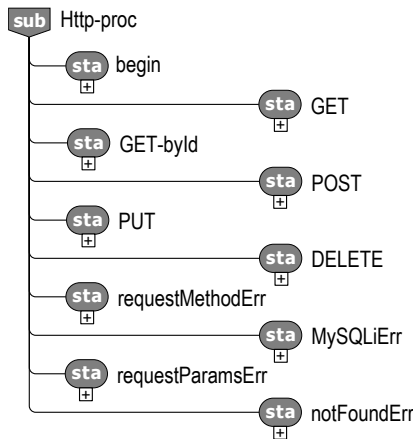 sub Http-proc
sta begin
sta GET
sta GET-byId
sta POST
sta PUT
sta DELETE
sta requestMethodErr
sta MySQLiErr
sta requestParamsErr
sta notFoundErr